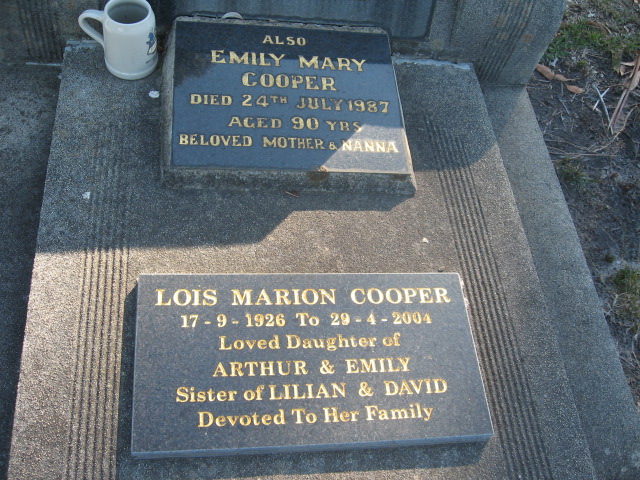 ALSO
EMILY MARY
COOPER
DIED 24TH JULY 1987
AGED 90 YRS
BELOVED MOTHER & NANNA
LOIS MARION COOPER
17-9-1926 To 29-4-2004
Loved Daughter of
ARTHUR & EMILY
Sister of LILIAN & DAVID
Devoted To Her Family